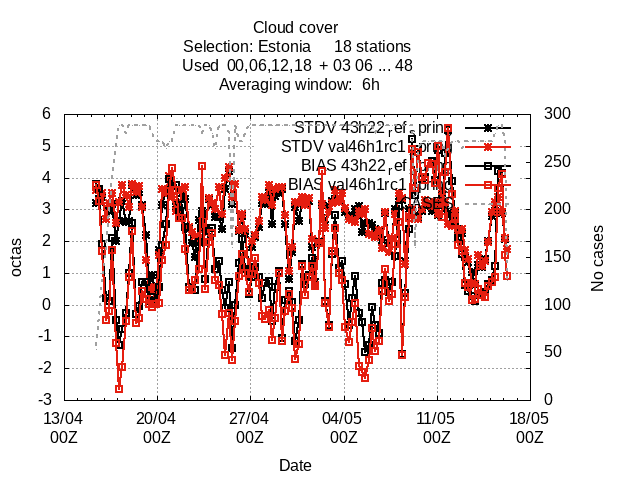 Cloud cover
Selection: Estonia 18 stations
Used 00,06,12,18 + 03 06 ... 48
Averaging window: 6h
6 300
STDV 43h22_ref_sprin
5 STDV val46h1rc1 250
BIAS 43h22_ref
4 BIAS val46h1rc1
3 200
2 150
octas
1
No cases
0 100
-1
-2 50
-3 0
13/04 20/04 27/04 04/05 11/05 18/05
00Z 00Z 00Z 00Z 00Z 00Z
Date